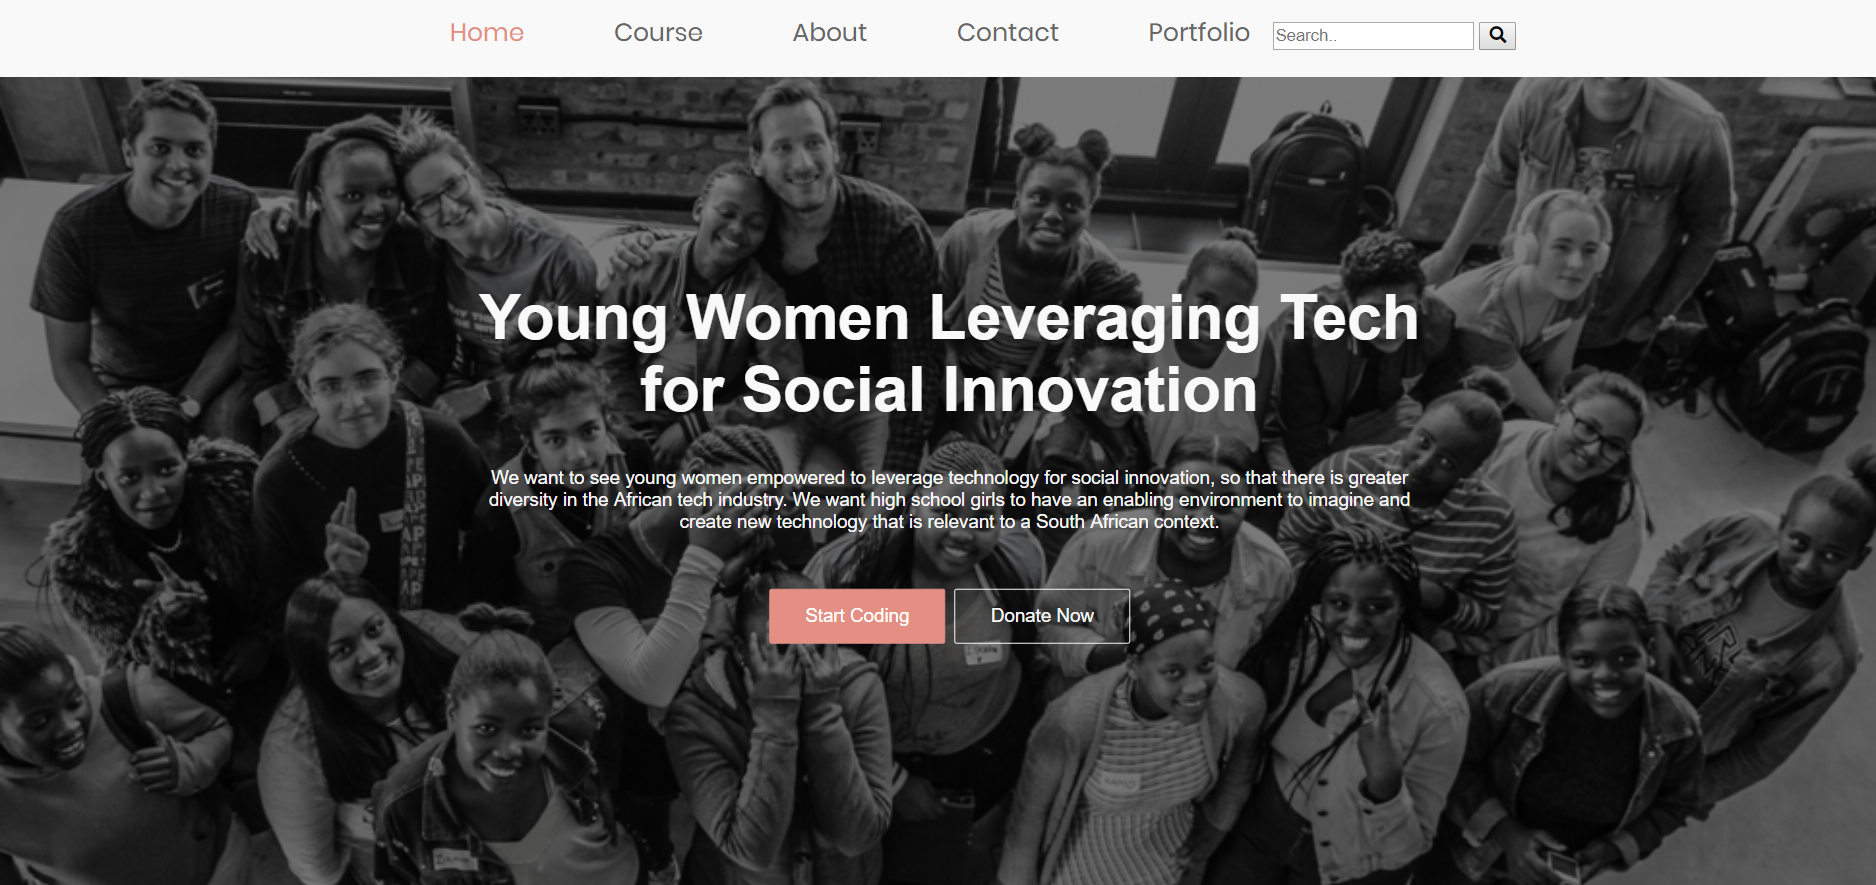 Home Course About Contact Portfolio Search..
Young Women Leveraging Tech
for Social Innovation
We want to see young women empowered to leverage technology for social innovation, so that there is greater
diversity in the African tech industry. We want high school girls to have an enabling environment to imagine and
create new technology that is relevant to a South African context.
Start Coding Donate Now